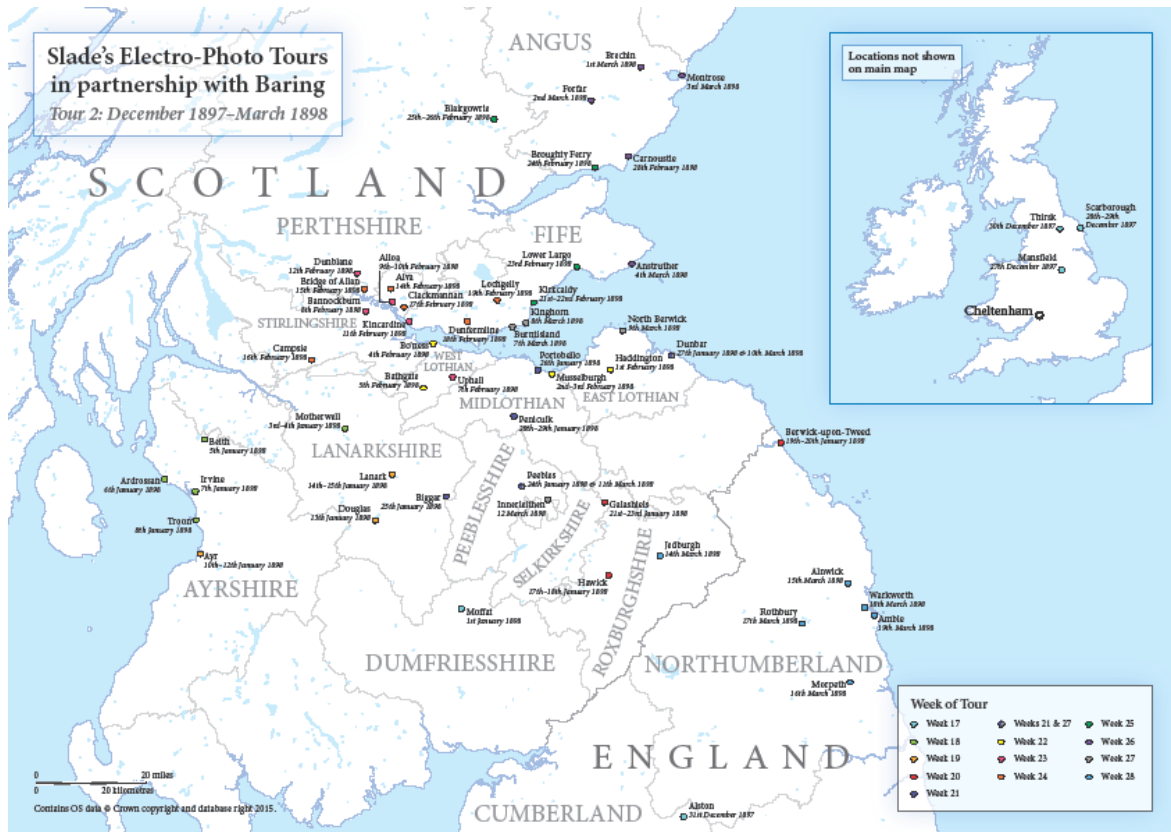 Slade's Electro-Photo Tours
in partnership with Baring
Tour 2: December 1897–March 1898
SCOTLAND
ANGUS
Brechin
1st March 1898
Montrose
3rd March 1898
Forfar
2nd March 1898
Blairgowrie
25th–26th February 1898
Broughty Ferry
24th February 1898
Carnoustie
28th February 1898
PERTHSHIRE
FIFE
Dunblane
12th February 1898
Alloa
9th–10th February 1898
Bridge of Allan
15th February 1898
Alva
14th February 1898
Bannockburn
8th February 1898
Clackmannan
17th February 1898
Lochgelly
19th February 1898
Lower Largo
23rd February 1898
Anstruther
4th March 1898
Kirkcaldy
21st–22nd February 1898
Kinghorn
8th March 1898
Burntisland
7th March 1898
STIRLINGSHIRE
Kincardine
11th February 1898
Dunfermline
18th February 1898
North Berwick
9th March 1898
Campsie
16th February 1898
Bo'ness
4th February 1898
WEST
LOTHIAN
Bathgate
5th February 1898
Uphall
7th February 1898
Portobello
26th January 1898
Musselburgh
2nd–3rd February 1898
Haddington
1st February 1898
Dunbar
27th January 1898 & 10th March 1898
MIDLOTHIAN
EAST LOTHIAN
Penicuik
28th–29th January 1898
Motherwell
3rd–4th January 1898
Beith
5th January 1898
LANARKSHIRE
Berwick-upon-Tweed
19th–20th January 1898
Ardrossan
6th January 1898
Irvine
7th January 1898
Lanark
14th–15th January 1898
Biggar
25th January 1898
Peebles
24th January 1898 & 11th March 1898
Innerleithen
12 March 1898
Galashiels
21st–23rd January 1898
Troon
8th January 1898
Douglas
13th January 1898
PEEBLESSHIRE
SELKIRKSHIRE
ROXBURGHSHIRE
Ayr
10th–12th January 1898
AYRSHIRE
Jedburgh
14th March 1898
Hawick
17th–18th January 1898
Alnwick
15th March 1898
Warkworth
18th March 1898
Amble
19th March 1898
Moffat
1st January 1898
Rothbury
17th March 1898
DUMFRIESSHIRE
NORTHUMBERLAND
Morpeth
16th March 1898
ENGLAND
CUMBERLAND
Alston
31st December 1897
0 20 miles
0 20 kilometres
Contains OS data © Crown copyright and database right 2015.
Locations not shown
on main map
Scarborough
28th–29th
December 1897
Thirsk
30th December 1897
Mansfield
27th December 1897
Cheltenham
Week of Tour
Week 17
Week 18
Week 19
Week 20
Week 21
Weeks 21 & 27
Week 22
Week 23
Week 24
Week 25
Week 26
Week 27
Week 28